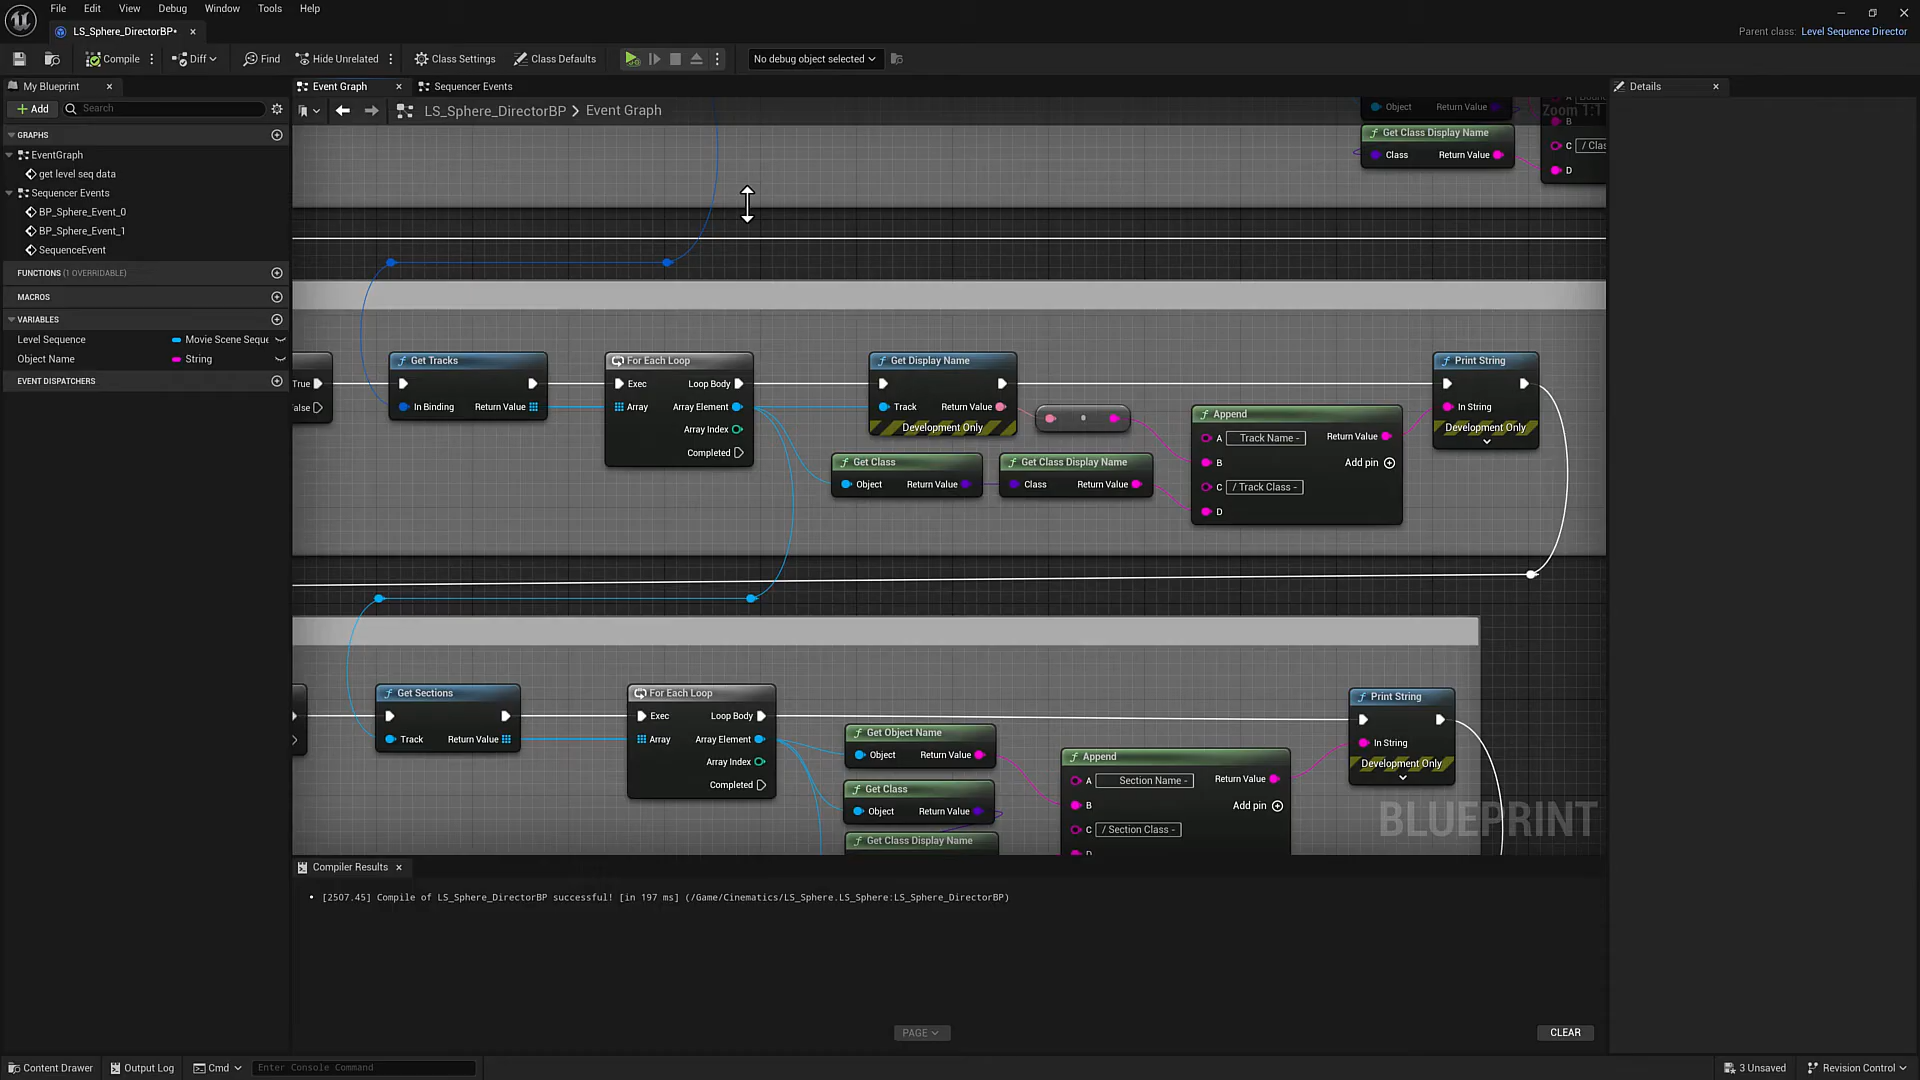 File Edit View Debug Window Tools Help
LS_Sphere_DirectorBP•
Parent class: Level Sequence Director
Compile Diff Find Hide Unrelated Class Settings Class Defaults No debug object selected
My Blueprint
Event Graph Sequencer Events
Details
Add Search
LS_Sphere_DirectorBP > Event Graph
Zoom 1:1
Object Return Value
B
Get Class Display Name
C / Clas
Class Return Value
D
GRAPHS
EventGraph
get level seq data
Sequencer Events
BP_Sphere_Event_0
BP_Sphere_Event_1
SequenceEvent
FUNCTIONS (1 OVERRIDABLE)
MACROS
VARIABLES
Level Sequence Movie Scene Seque
Object Name String
EVENT DISPATCHERS
Get Tracks For Each Loop Get Display Name Print String
True Exec Loop Body
alse In Binding Return Value Array Array Element Track Return Value In String
Array Index Development Only Development Only
Completed
Append
A Track Name -  Return Value
Get Class Get Class Display Name B Add pin
Object Return Value Class Return Value C / Track Class -
D
Get Sections For Each Loop Print String
Exec Loop Body
Track Return Value Array Array Element In String
Array Index Development Only
Completed
Get Object Name
Object Return Value
Append
A Section Name - Return Value
Get Class
B Add pin
Object Return Value
C / Section Class -
Get Class Display Name
D
BLUEPRINT
Compiler Results
• [2507.45] Compile of LS_Sphere_DirectorBP successful! [in 197 ms] (/Game/Cinematics/LS_Sphere.LS_Sphere:LS_Sphere_DirectorBP)
PAGE CLEAR
Content Drawer Output Log Cmd Enter Console Command 3 Unsaved Revision Control